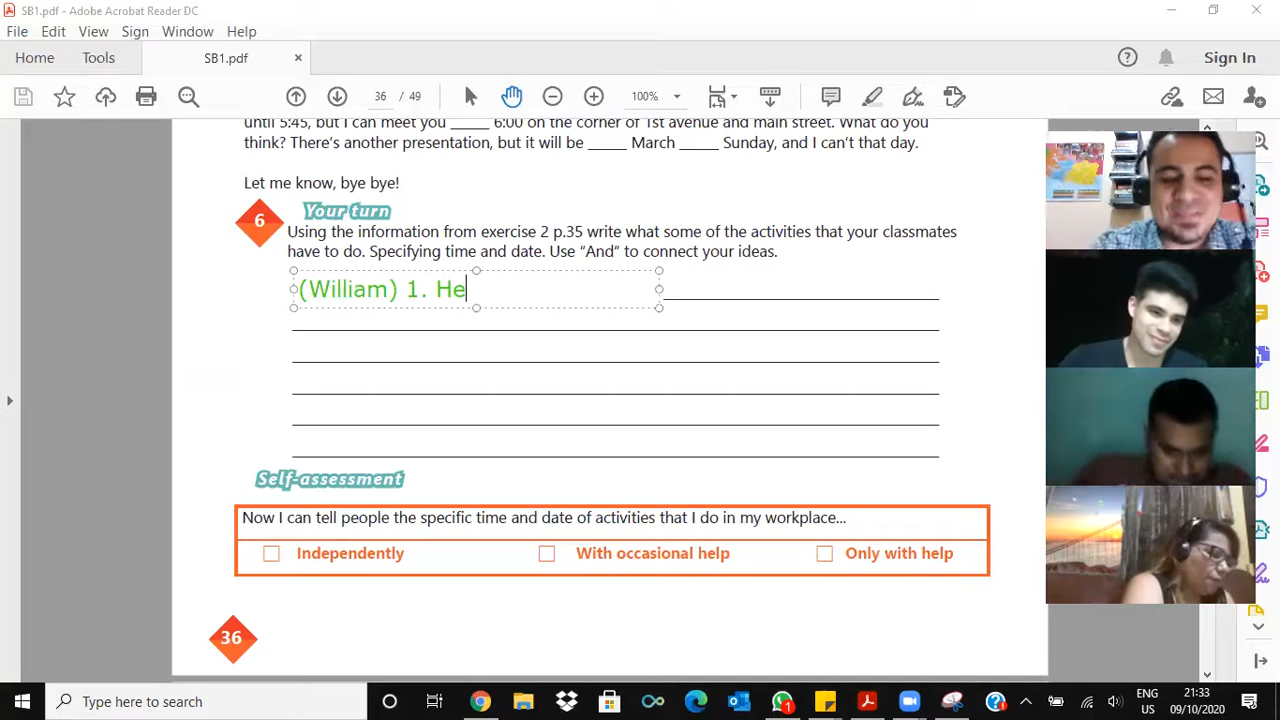 SB1.pdf - Adobe Acrobat Reader DC
File Edit View Sign Window Help
Home Tools SB1.pdf × Sign In
36 / 49 100%
until 5:45, but I can meet you _____ 6:00 on the corner of 1st avenue and main street. What do you
think? There's another presentation, but it will be _____ March _____ Sunday, and I can't that day.
Let me know, bye bye!
6 Your turn
Using the information from exercise 2 p.35 write what some of the activities that your classmates
have to do. Specifying time and date. Use “And” to connect your ideas.
(William) 1. He
Self-assessment
Now I can tell people the specific time and date of activities that I do in my workplace...
Independently With occasional help Only with help
36
Type here to search
ENG
US
21:33
09/10/2020
1